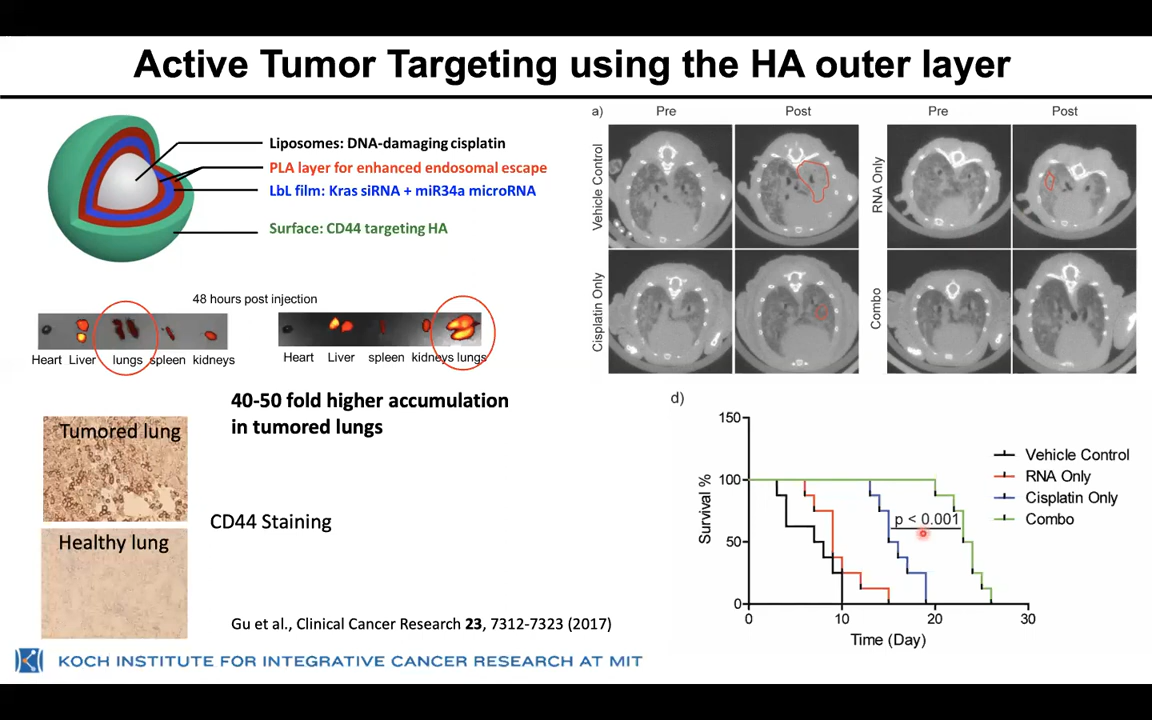 Active Tumor Targeting using the HA outer layer
Liposomes: DNA-damaging cisplatin
PLA layer for enhanced endosomal escape
LbL film: Kras siRNA + miR34a microRNA
Surface: CD44 targeting HA
48 hours post injection
Heart Liver lungs spleen kidneys
Heart Liver spleen kidneys lungs
40-50 fold higher accumulation
in tumored lungs
Tumored lung
CD44 Staining
Healthy lung
Gu et al., Clinical Cancer Research 23, 7312-7323 (2017)
KOCH INSTITUTE FOR INTEGRATIVE CANCER RESEARCH AT MIT
a)
Pre Post Pre Post
Vehicle Control
RNA Only
Cisplatin Only
Combo
d)
Survival %
150
100
50
0
0 10 20 30
Time (Day)
p < 0.001
Vehicle Control
RNA Only
Cisplatin Only
Combo